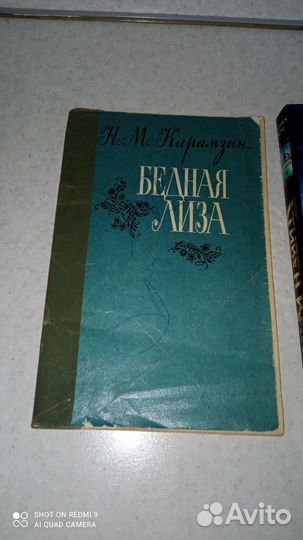 Н. М. Карамзин
БЕДНАЯ
ЛИЗА
SHOT ON REDMI 9
AI QUAD CAMERA
Avito